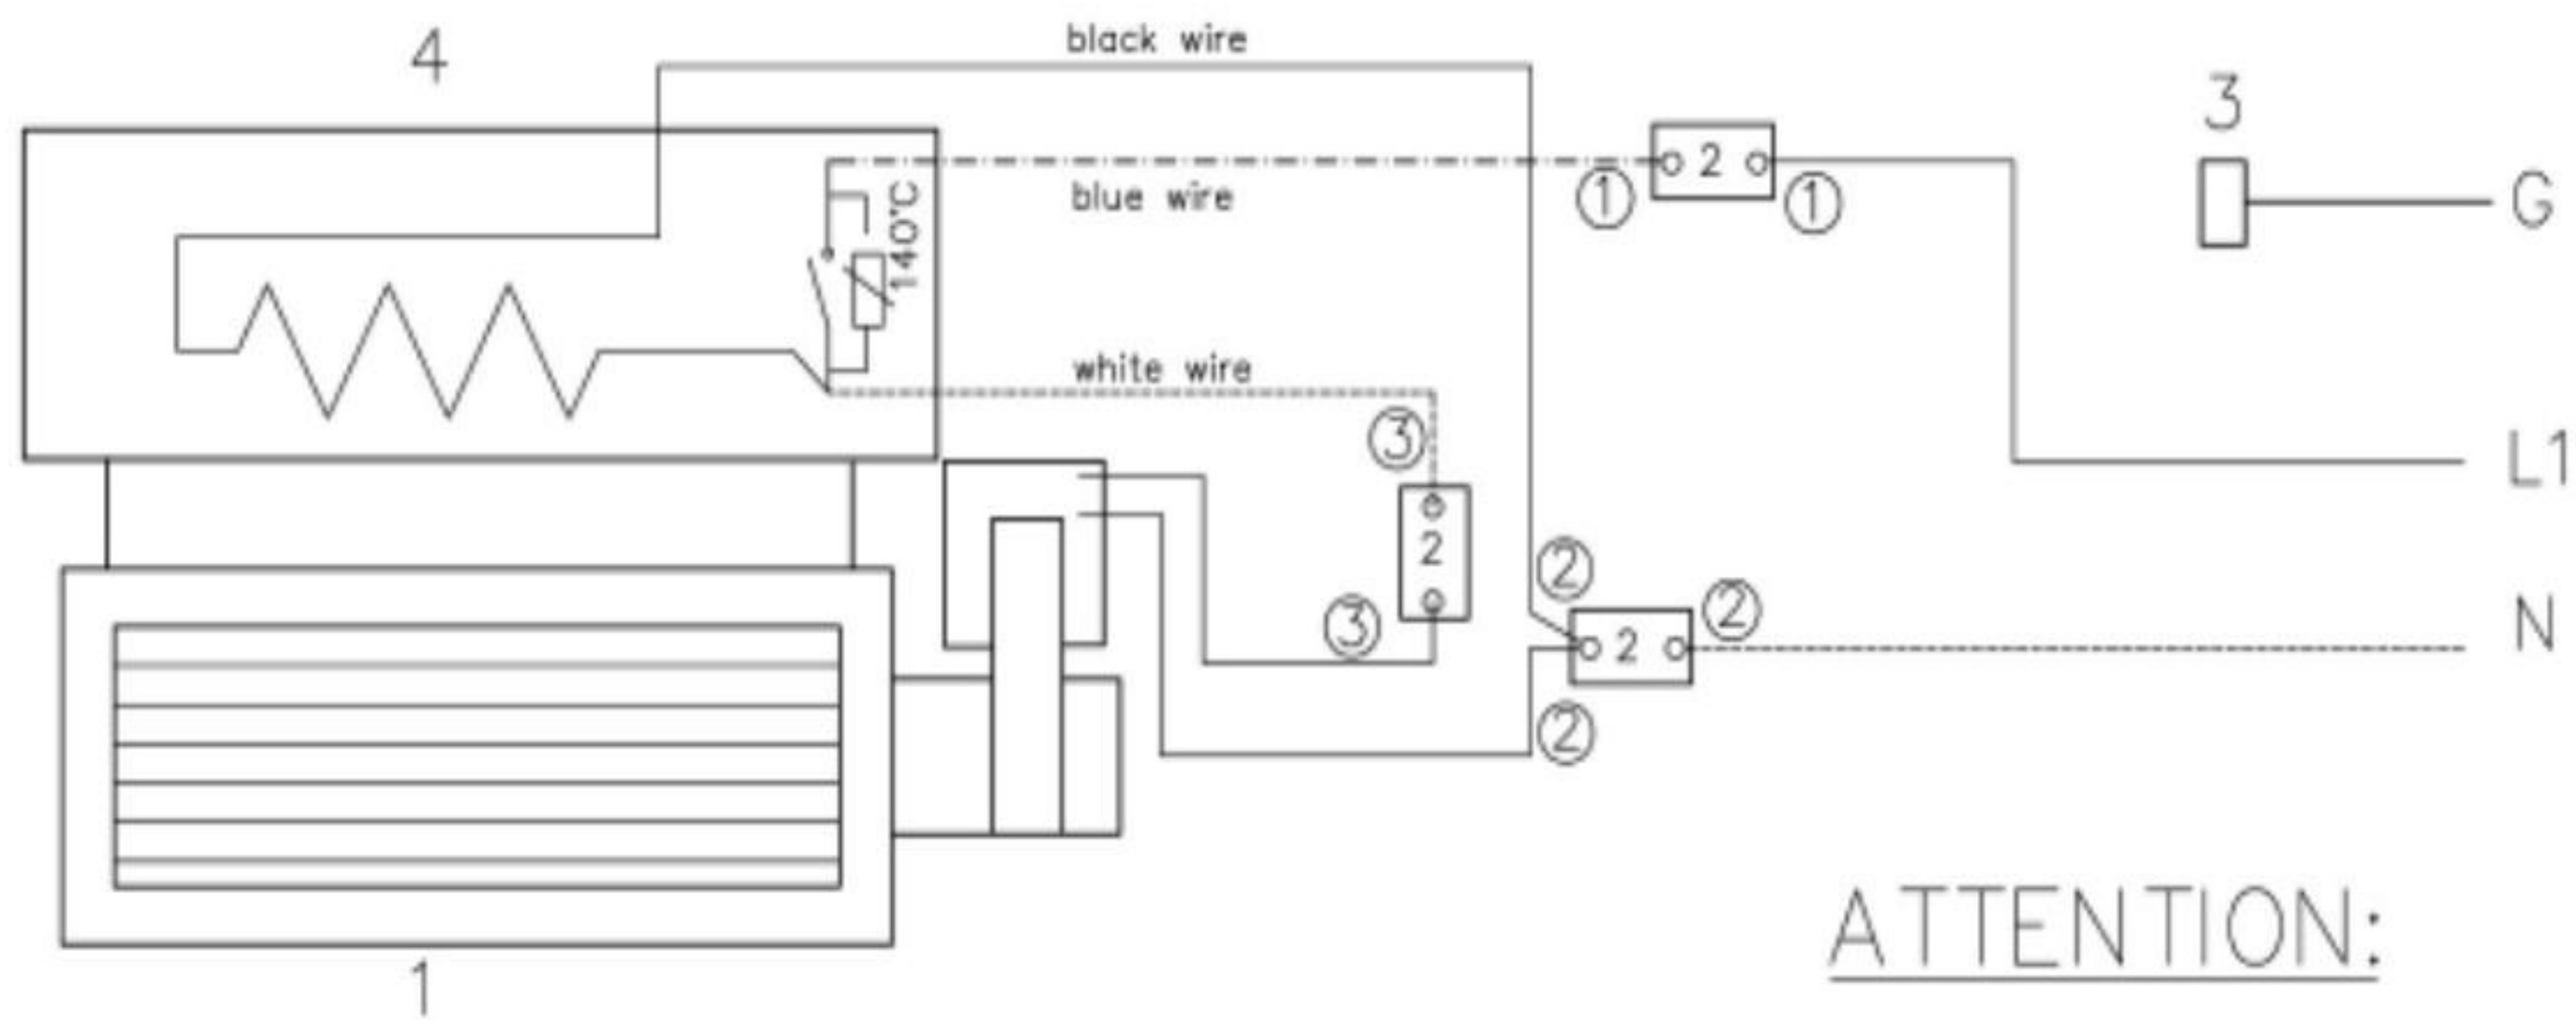 4
black wire
3
2
① ①
G
blue wire
140°C
white wire
③
L1
2
②
②
N
③
2
②
ATTENTION:
1